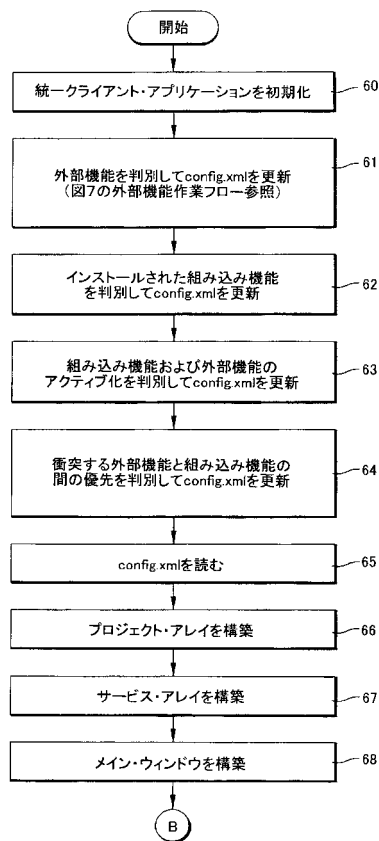 開始
統一クライアント・アプリケーションを初期化
60
外部機能を判別してconfig.xmlを更新
(図7の外部機能作業フロー参照)
61
インストールされた組み込み機能
を判別してconfig.xmlを更新
62
組み込み機能および外部機能の
アクティブ化を判別してconfig.xmlを更新
63
衝突する外部機能と組み込み機能の
間の優先を判別してconfig.xmlを更新
64
config.xmlを読む
65
プロジェクト・アレイを構築
66
サービス・アレイを構築
67
メイン・ウィンドウを構築
68
B